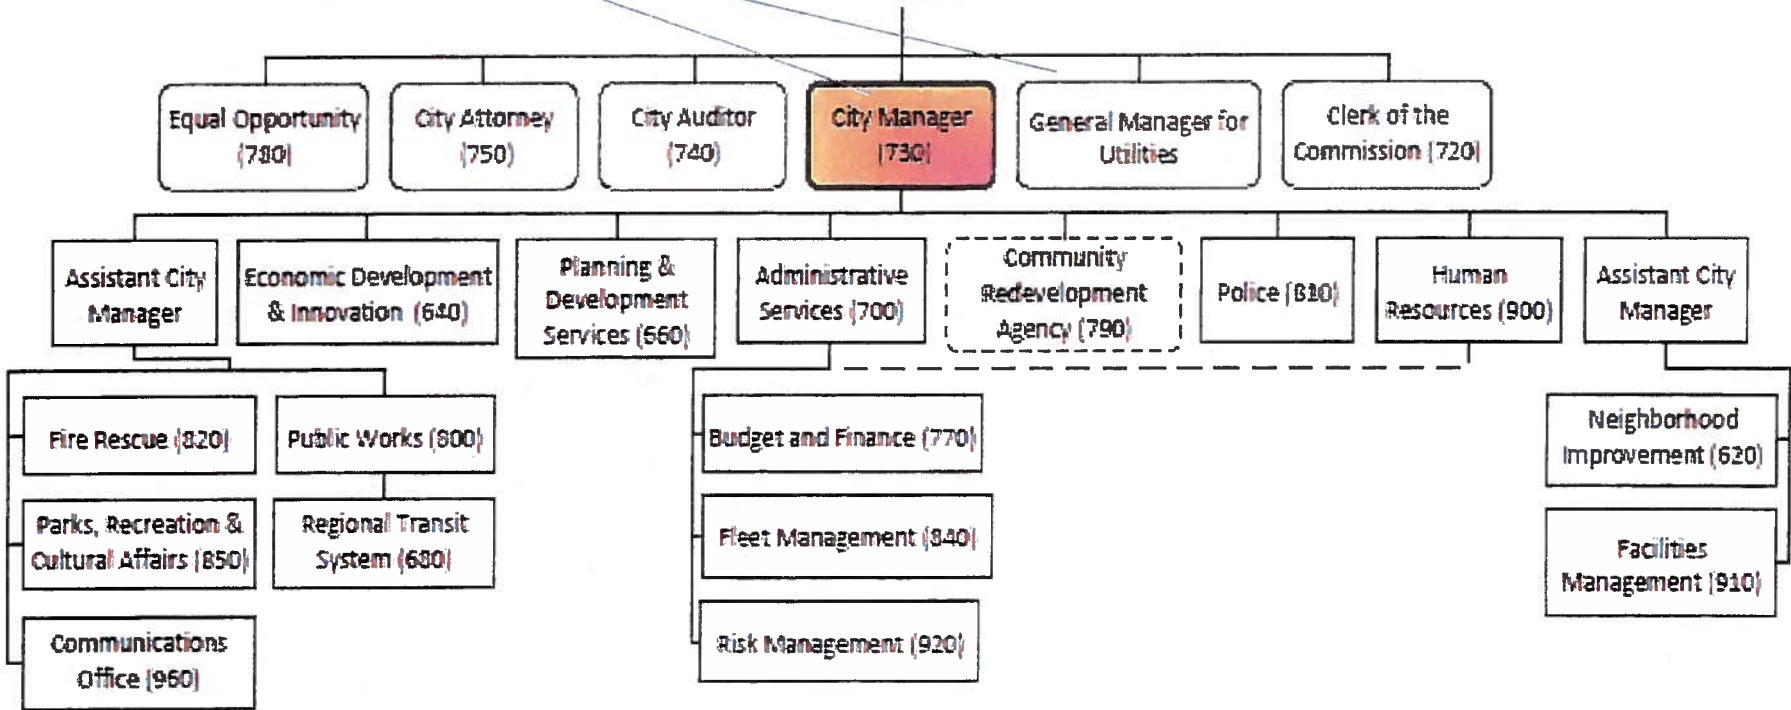 Equal Opportunity
(780)
City Attorney
(750)
City Auditor
(740)
City Manager
(730)
General Manager for
Utilities
Clerk of the
Commission (720)
Assistant City
Manager
Economic Development
& Innovation (640)
Planning &
Development
Services (660)
Administrative
Services (700)
Community
Redevelopment
Agency (790)
Police (810)
Human
Resources (900)
Assistant City
Manager
Fire Rescue (820)
Public Works (800)
Budget and Finance (770)
Neighborhood
Improvement (620)
Parks, Recreation &
Cultural Affairs (850)
Regional Transit
System (680)
Fleet Management (840)
Facilities
Management (910)
Communications
Office (960)
Risk Management (920)